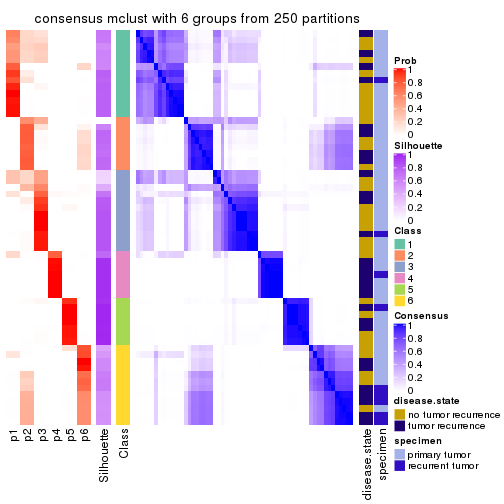 consensus mclust with 6 groups from 250 partitions
Prob
1
0.8
0.6
0.4
0.2
0
Silhouette
1
0.8
0.6
0.4
0.2
0
Class
1
2
3
4
5
6
Consensus
1
0.8
0.6
0.4
0.2
0
disease.state
no tumor recurrence
tumor recurrence
specimen
primary tumor
recurrent tumor
p1
p2
p3
p4
p5
p6
Silhouette
Class
disease.state
specimen